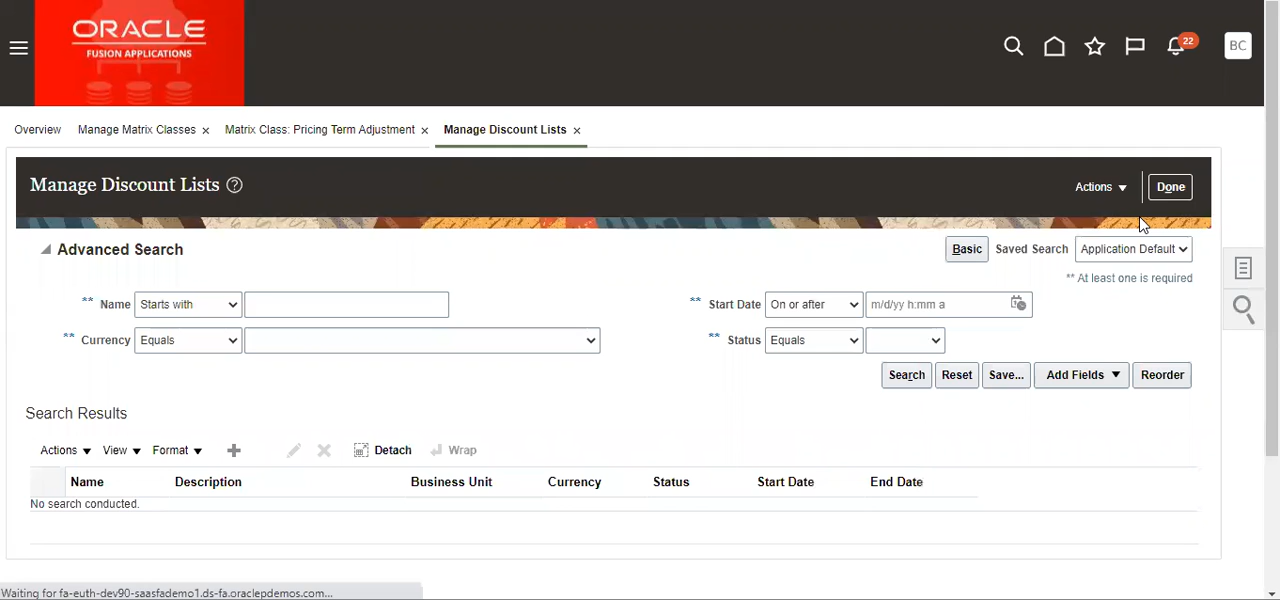 ORACLE
FUSION APPLICATIONS
22
BC
Overview Manage Matrix Classes × Matrix Class: Pricing Term Adjustment × Manage Discount Lists ×
Manage Discount Lists ? Actions Done
Advanced Search Basic Saved Search Application Default
** At least one is required
** Name Starts with ** Start Date On or after m/d/yy h:mm a
** Currency Equals ** Status Equals
Search Reset Save... Add Fields Reorder
Search Results
Actions View Format Detach Wrap
Name Description Business Unit Currency Status Start Date End Date
No search conducted.
Waiting for fa-euth-dev90-saasfademo1.ds-fa.oraclepdemos.com...